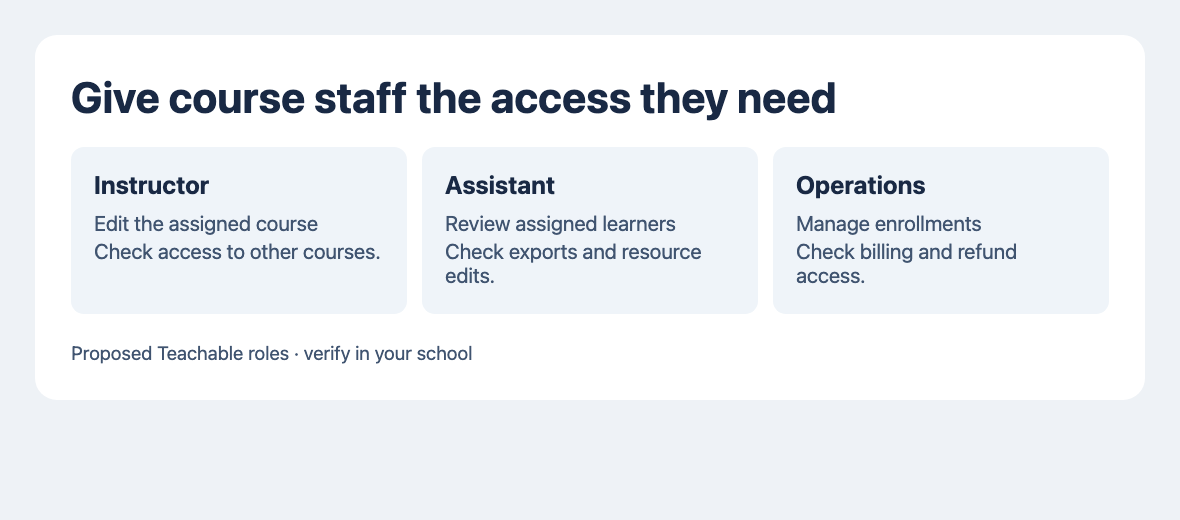 Give course staff the access they need
Instructor
Edit the assigned course
Check access to other courses.
Assistant
Review assigned learners
Check exports and resource
edits.
Operations
Manage enrollments
Check billing and refund
access.
Proposed Teachable roles · verify in your school